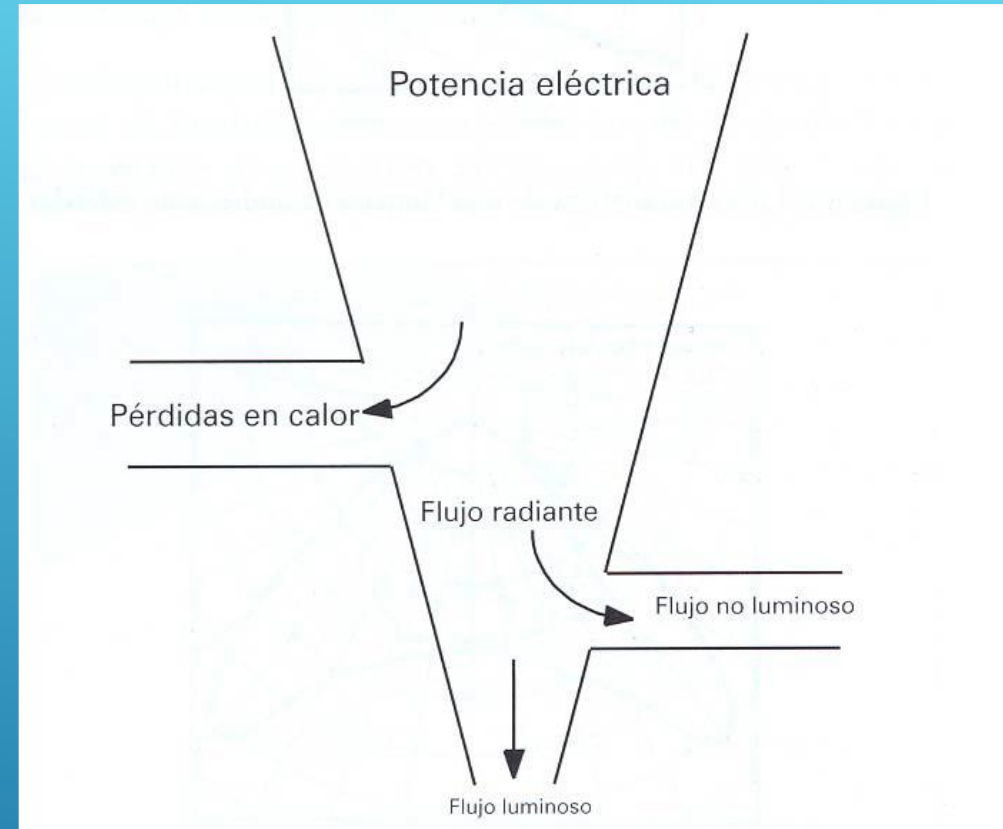 Potencia eléctrica
Pérdidas en calor
Flujo radiante
Flujo no luminoso
Flujo luminoso